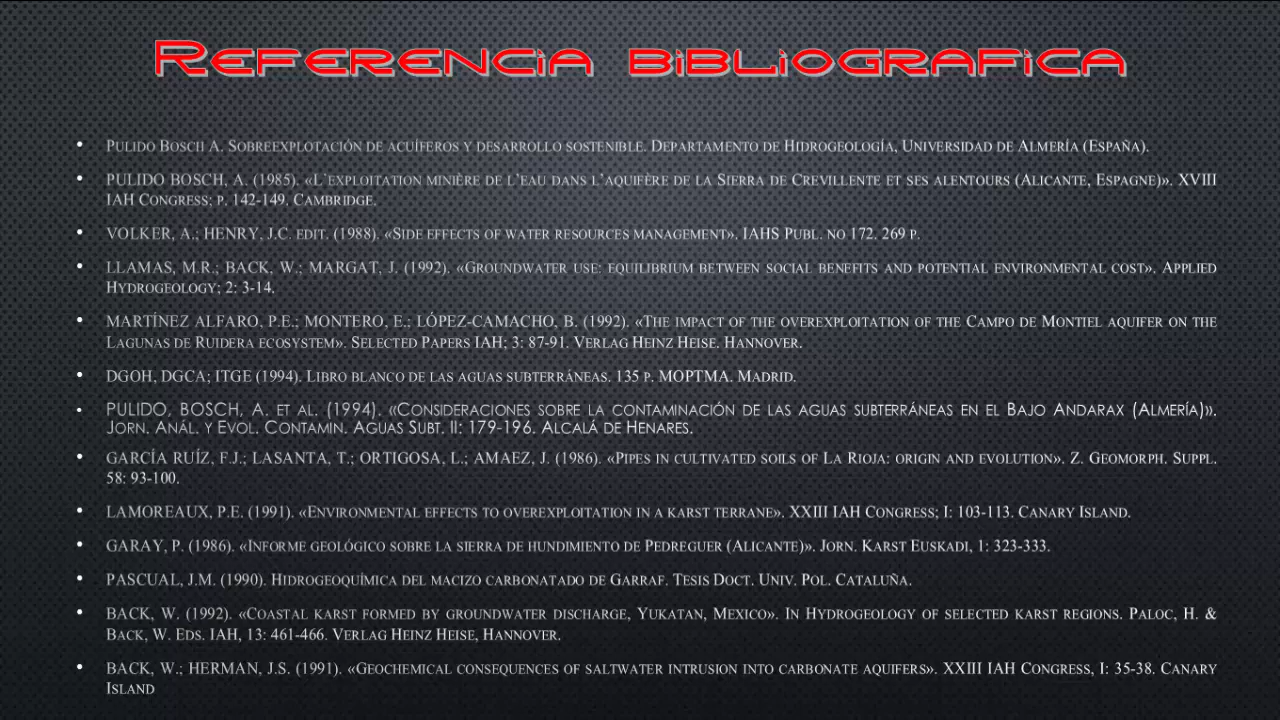 Referencia bibliografica
• Pulido Bosch A. Sobreexplotación de acuíferos y desarrollo sostenible. Departamento de Hidrogeología, Universidad de Almería (España).
• PULIDO BOSCH, A. (1985). «L'exploitation minière de l'eau dans l'aquifère de la Sierra de Crevillente et ses alentours (Alicante, Espagne)». XVIII
IAH Congress; p. 142-149. Cambridge.
• VOLKER, A.; HENRY, J.C. edit. (1988). «Side effects of water resources management». IAHS Publ. no 172. 269 p.
• LLAMAS, M.R.; BACK, W.; MARGAT, J. (1992). «Groundwater use: equilibrium between social benefits and potential environmental cost». Applied
Hydrogeology; 2: 3-14.
• MARTÍNEZ ALFARO, P.E.; MONTERO, E.; LÓPEZ-CAMACHO, B. (1992). «The impact of the overexploitation of the Campo de Montiel aquifer on the
Lagunas de Ruidera ecosystem». Selected Papers IAH; 3: 87-91. Verlag Heinz Heise. Hannover.
• DGOH, DGCA; ITGE (1994). Libro blanco de las aguas subterráneas. 135 p. MOPTMA. Madrid.
• PULIDO, BOSCH, A. et al. (1994). «Consideraciones sobre la contaminación de las aguas subterráneas en el Bajo Andarax (Almería)».
Jorn. Anál. y Evol. Contamin. Aguas Subt. II: 179-196. Alcalá de Henares.
• GARCÍA RUÍZ, F.J.; LASANTA, T.; ORTIGOSA, L.; AMAEZ, J. (1986). «Pipes in cultivated soils of La Rioja: origin and evolution». Z. Geomorph. Suppl.
58: 93-100.
• LAMOREAUX, P.E. (1991). «Environmental effects to overexploitation in a karst terrane». XXIII IAH Congress; I: 103-113. Canary Island.
• GARAY, P. (1986). «Informe geológico sobre la sierra de hundimiento de Pedreguer (Alicante)». Jorn. Karst Euskadi, 1: 323-333.
• PASCUAL, J.M. (1990). Hidrogeoquímica del macizo carbonatado de Garraf. Tesis Doct. Univ. Pol. Cataluña.
• BACK, W. (1992). «Coastal karst formed by groundwater discharge, Yukatan, Mexico». In Hydrogeology of selected karst regions. Paloc, H. &
Back, W. Eds. IAH, 13: 461-466. Verlag Heinz Heise, Hannover.
• BACK, W.; HERMAN, J.S. (1991). «Geochemical consequences of saltwater intrusion into carbonate aquifers». XXIII IAH Congress, I: 35-38. Canary
Island